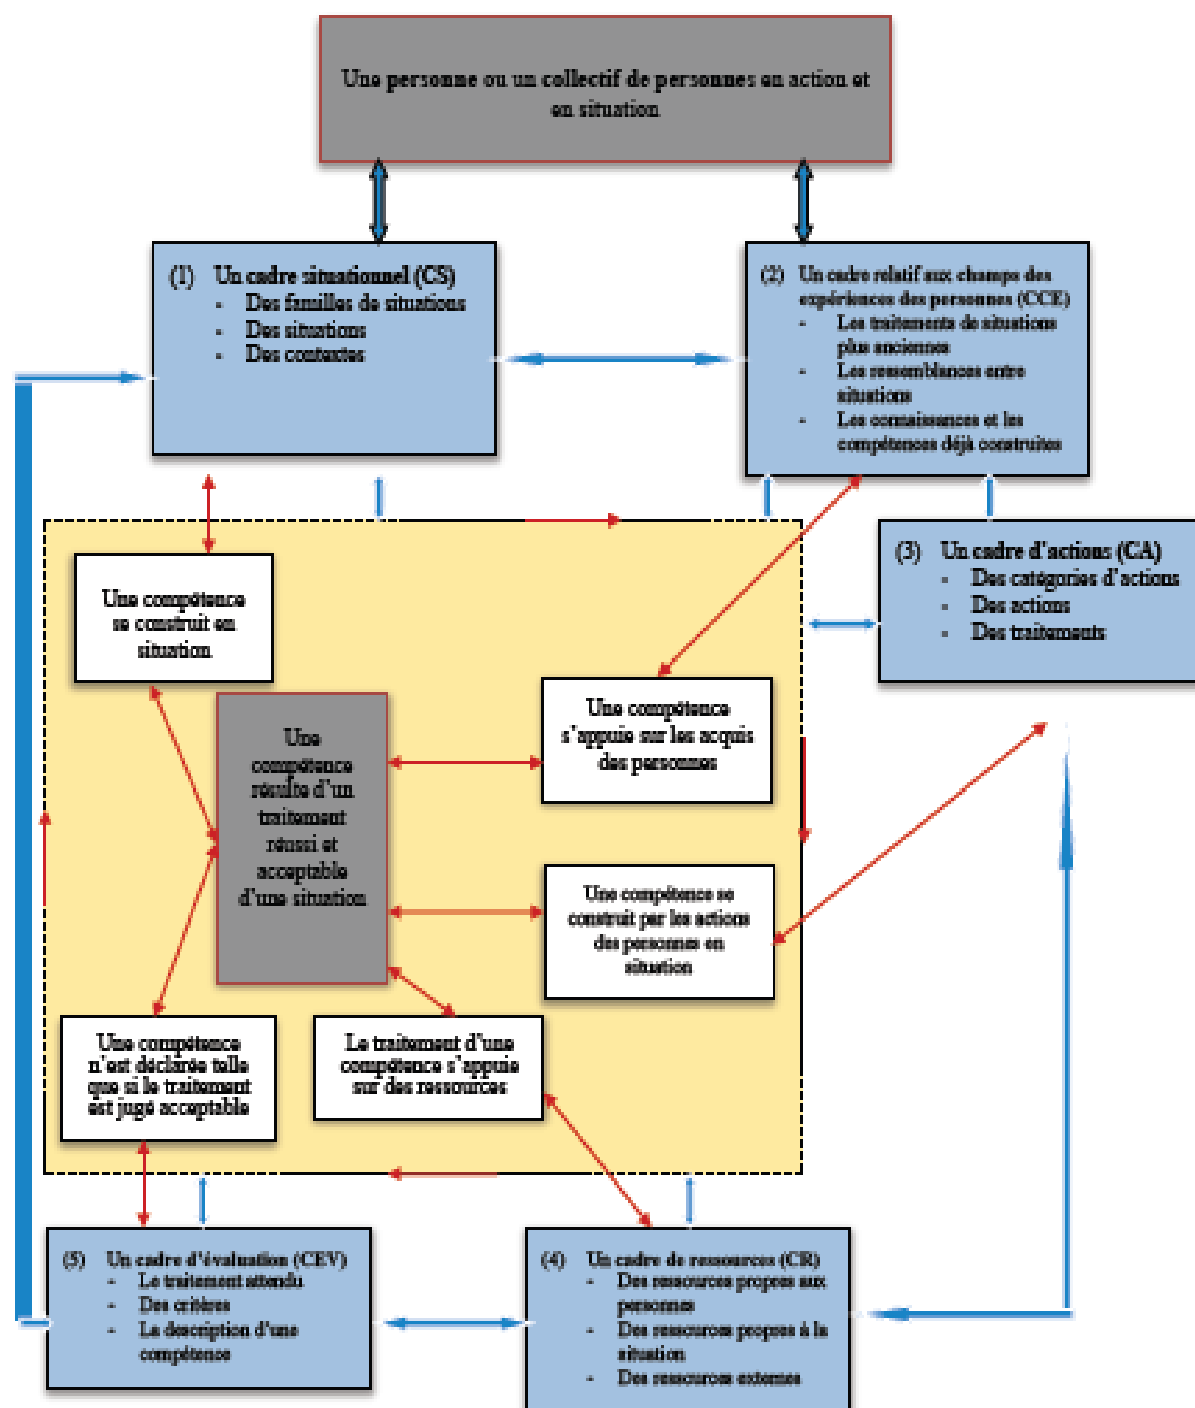 Une personne ou un collectif de personnes en action et
en situation
(1) Un cadre situationnel (CS)
- Des familles de situations
- Des situations
- Des contextes
(2) Un cadre relatif aux champs des
expériences des personnes (CCE)
- Les traitements de situations
plus anciennes
- Les ressemblances entre
situations
- Les connaissances et les
compétences déjà construites
(3) Un cadre d'actions (CA)
- Des catégories d'actions
- Des actions
- Des traitements
Une compétence
se construit en
situation
Une
compétence
résulte d'un
traitement
réussi et
acceptable
d'une situation
Une compétence
s'appuie sur les acquis
des personnes
Une compétence se
construit par les actions
des personnes en
situation
Une compétence
n'est déclarée telle
que si le traitement
est jugé acceptable
Le traitement d'une
compétence s'appuie
sur des ressources
(5) Un cadre d'évaluation (CEV)
- Le traitement attendu
- Des critères
- La description d'une
compétence
(4) Un cadre de ressources (CR)
- Des ressources propres aux
personnes
- Des ressources propres à la
situation
- Des ressources externes